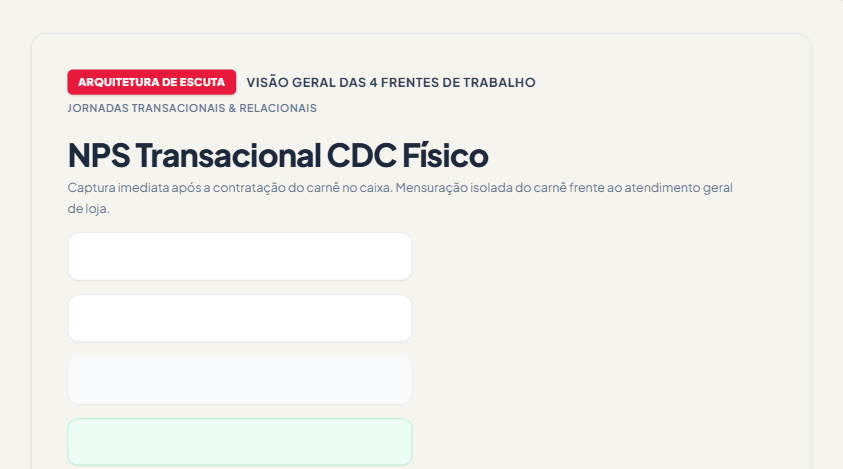 ARQUITETURA DE ESCUTA VISÃO GERAL DAS 4 FRENTES DE TRABALHO
JORNADAS TRANSACIONAIS & RELACIONAIS
NPS Transacional CDC Físico
Captura imediata após a contratação do carnê no caixa. Mensuração isolada do carnê frente ao atendimento geral
de loja.